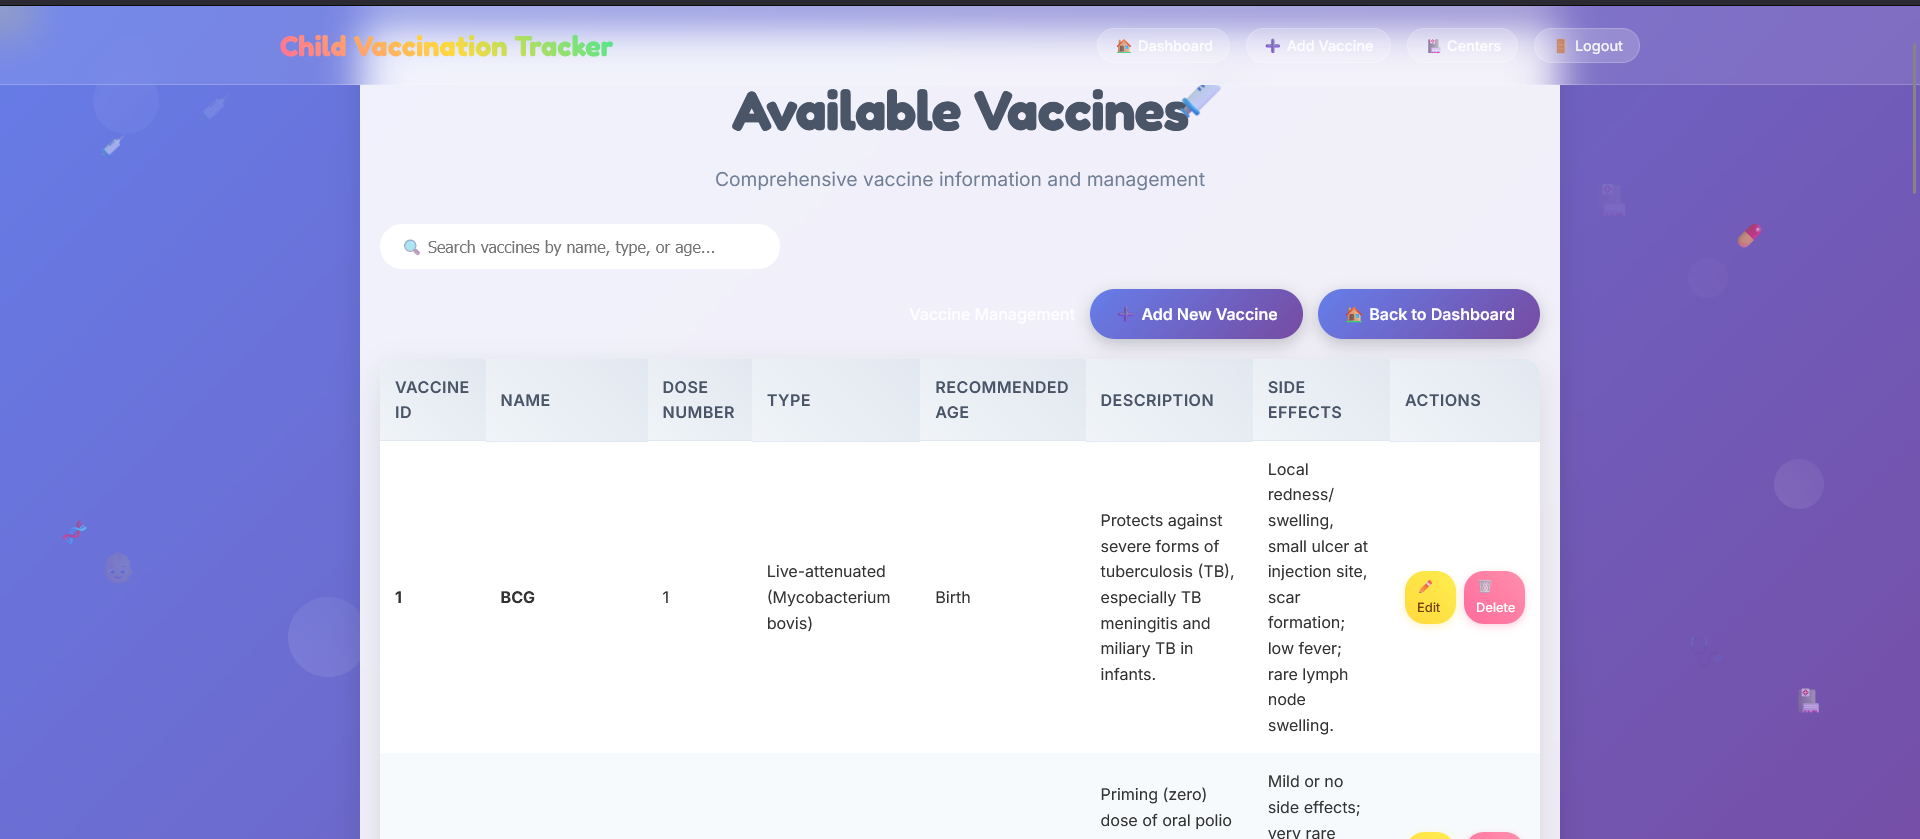 Child Vaccination Tracker
Dashboard
Add Vaccine
Centers
Logout
Available Vaccines
Comprehensive vaccine information and management
Search vaccines by name, type, or age...
Vaccine Management
Add New Vaccine
Back to Dashboard
VACCINE
ID
NAME
DOSE
NUMBER
TYPE
RECOMMENDED
AGE
DESCRIPTION
SIDE
EFFECTS
ACTIONS
1
BCG
1
Live-attenuated
(Mycobacterium
bovis)
Birth
Protects against
severe forms of
tuberculosis (TB),
especially TB
meningitis and
miliary TB in
infants.
Local
redness/
swelling,
small ulcer at
injection site,
scar
formation;
low fever;
rare lymph
node
swelling.
Edit
Delete
Priming (zero)
dose of oral polio
Mild or no
side effects;
very rare